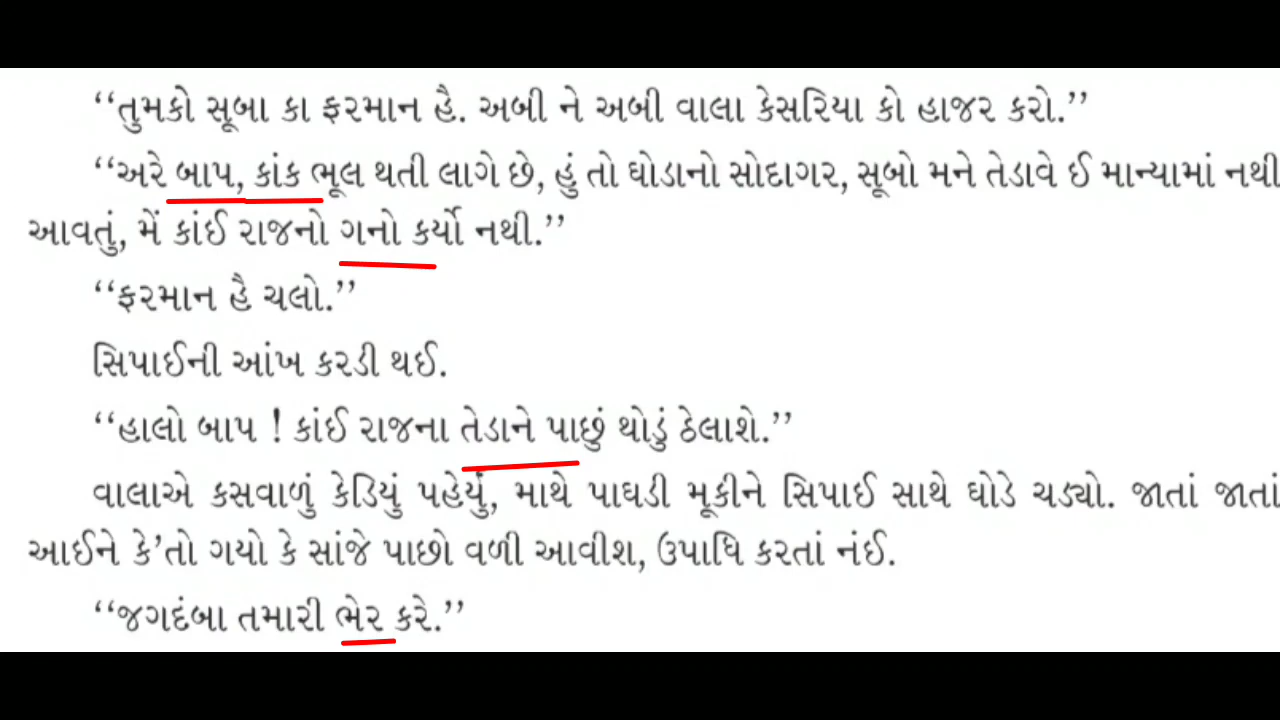 ‘‘તુમકો સૂબા કા ફરમાન હૈ. અબી ને અબી વાલા કેસરિયા કો હાજર કરો.’’
‘‘અરે બાપ, કાંક ભૂલ થતી લાગે છે, હું તો ઘોડાનો સોદાગર, સૂબો મને તેડાવે ઈ માન્યામાં નથી
આવતું, મેં કાંઈ રાજનો ગનો કર્યો નથી.’’
‘‘ફરમાન હૈ ચલો.’’
સિપાઈની આંખ કરડી થઈ.
‘‘હાલો બાપ ! કાંઈ રાજના તેડાને પાછું થોડું ઠેલાશે.’’
વાલાએ કસવાળું કેડિયું પહેર્યું, માથે પાઘડી મૂકીને સિપાઈ સાથે ઘોડે ચડ્યો. જાતાં જાતાં
આઈને કે’તો ગયો કે સાંજે પાછો વળી આવીશ, ઉપાધિ કરતાં નંઈ.
‘‘જગદંબા તમારી ભેર કરે.’’